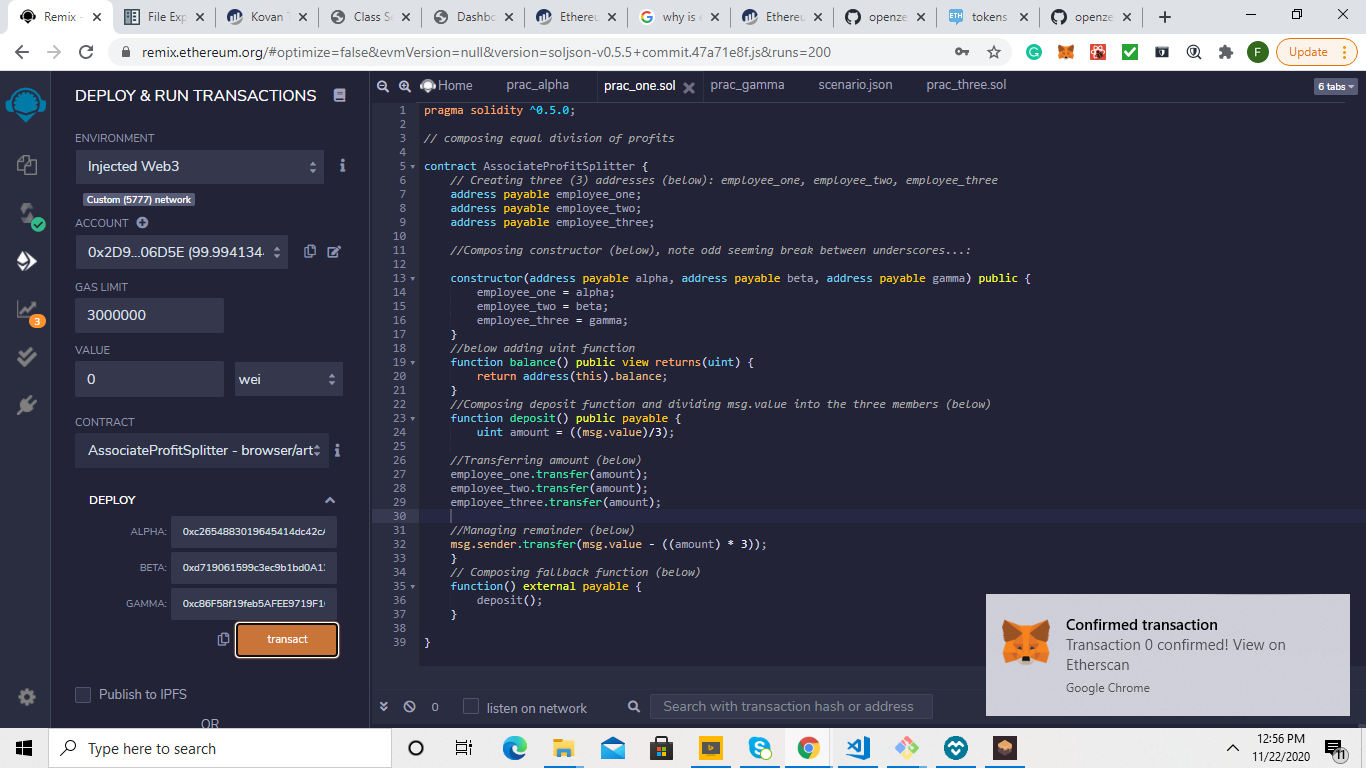 Remix -
File Exp
Kovan T
Class Se
Dashbo
Ethereu
why is e
Ethereu
openze
tokens
openze
remix.ethereum.org/#optimize=false&evmVersion=null&version=soljson-v0.5.5+commit.47a71e8f.js&runs=200
F
Update
DEPLOY & RUN TRANSACTIONS
ENVIRONMENT
Injected Web3
Custom (5777) network
ACCOUNT
0x2D9...06D5E (99.994134
GAS LIMIT
3000000
VALUE
0
wei
CONTRACT
AssociateProfitSplitter - browser/art
DEPLOY
ALPHA:
0xc2654883019645414dc42c
BETA:
0xd719061599c3ec9b1bd0A1
GAMMA:
0xc86F58f19feb5AFEE9719F1
transact
Publish to IPFS
OR
3
Home
prac_alpha
prac_one.sol
prac_gamma
scenario.json
prac_three.sol
6 tabs
1 pragma solidity ^0.5.0;
2
3 // composing equal division of profits
4
5 contract AssociateProfitSplitter {
6 // Creating three (3) addresses (below): employee_one, employee_two, employee_three
7 address payable employee_one;
8 address payable employee_two;
9 address payable employee_three;
10
11 //Composing constructor (below), note odd seeming break between underscores...:
12
13 constructor(address payable alpha, address payable beta, address payable gamma) public {
14 employee_one = alpha;
15 employee_two = beta;
16 employee_three = gamma;
17 }
18 //below adding uint function
19 function balance() public view returns(uint) {
20 return address(this).balance;
21 }
22 //Composing deposit function and dividing msg.value into the three members (below)
23 function deposit() public payable {
24 uint amount = ((msg.value)/3);
25
26 //Transferring amount (below)
27 employee_one.transfer(amount);
28 employee_two.transfer(amount);
29 employee_three.transfer(amount);
30
31 //Managing remainder (below)
32 msg.sender.transfer(msg.value - ((amount) * 3));
33 }
34 // Composing fallback function (below)
35 function() external payable {
36 deposit();
37 }
38
39 }
0
listen on network
Search with transaction hash or address
Confirmed transaction
Transaction 0 confirmed! View on
Etherscan
Google Chrome
Type here to search
12:56 PM
11/22/2020
11